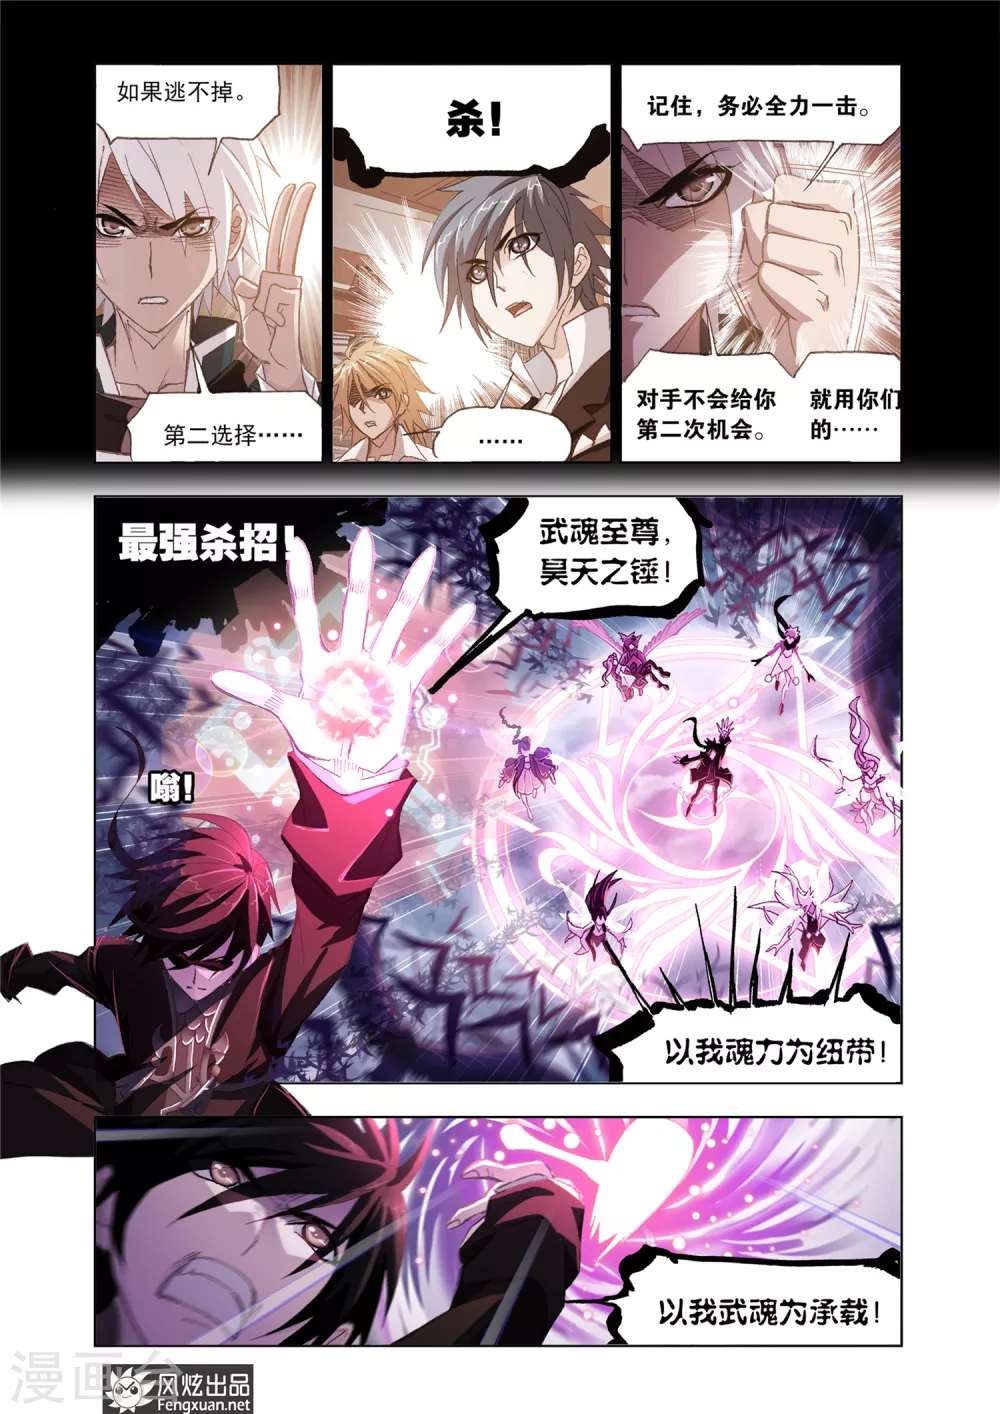 如果逃不掉。
第二选择……
杀！
……
记住，务必全力一击。
对手不会给你
第二次机会。
就用你们
的……
最强杀招！
武魂至尊，
昊天之锤！
嗡！
以我魂力为纽带！
以我武魂为承载！
漫画台
风炫出品
Fengxuan.net